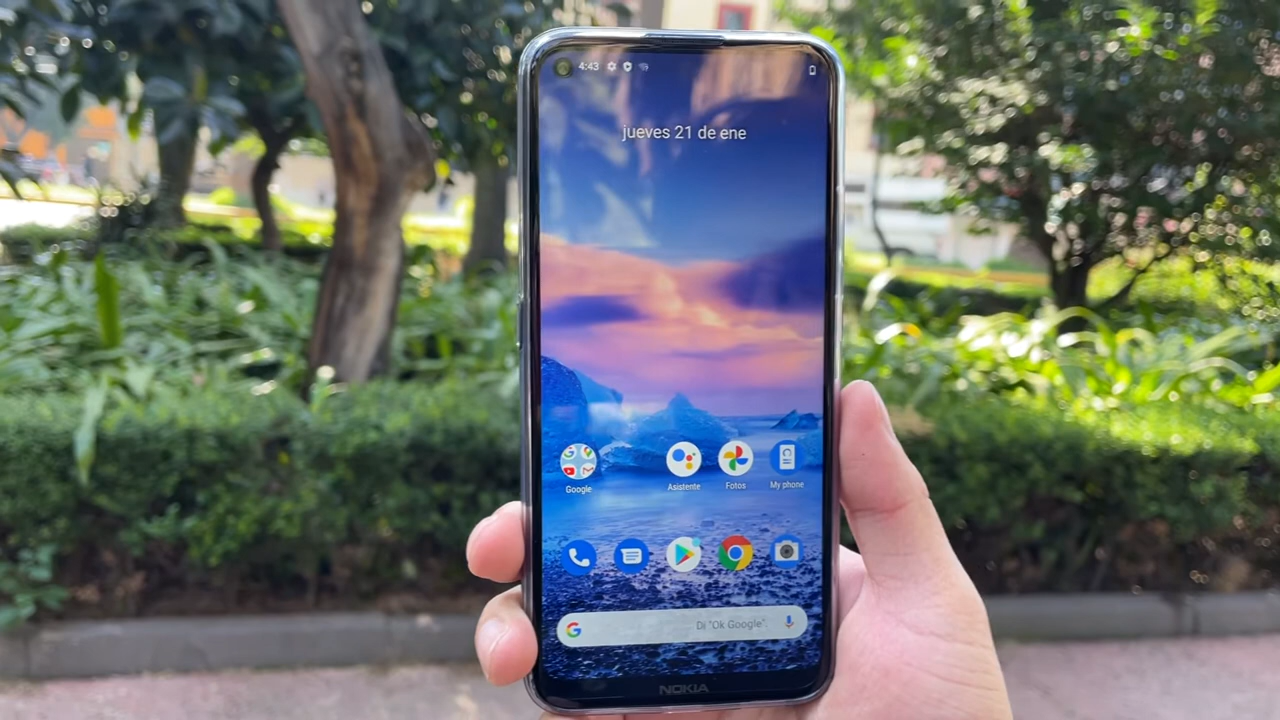 4:43
jueves 21 de ene
Google
Asistente
Fotos
My phone
Di "Ok Google".
NOKIA